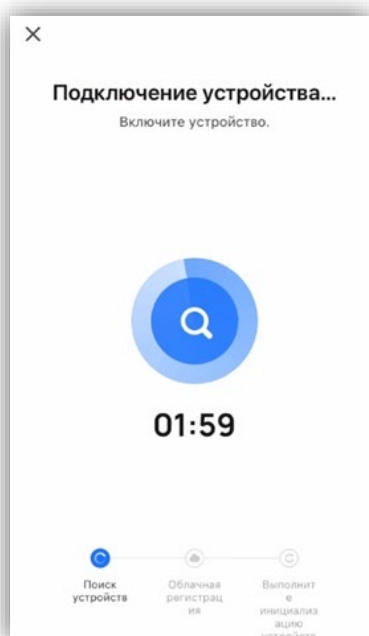 Подключение устройства...
Включите устройство.
01:59
Поиск
устройств
Облачная
регистрац
ия
Выполнит
е
инициализ
ацию